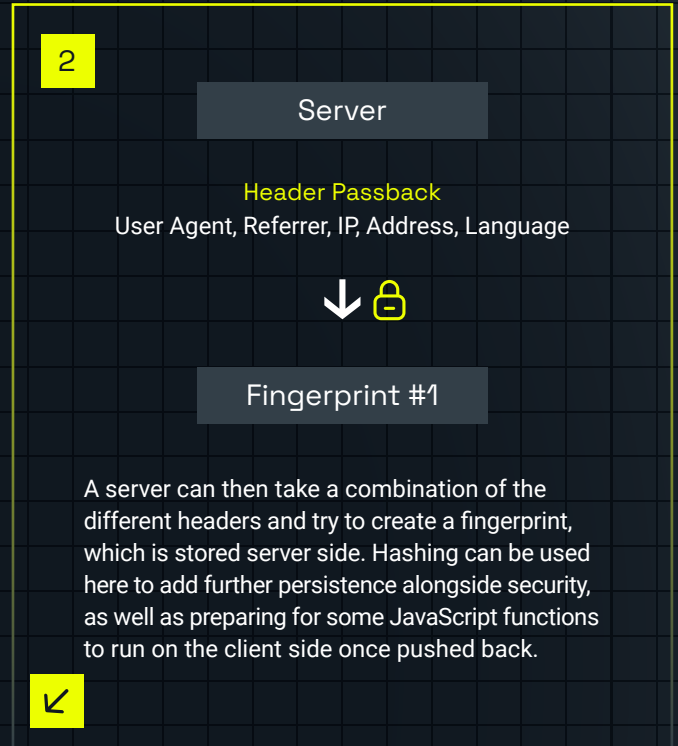 2
Server
Header Passback
User Agent, Referrer, IP, Address, Language
Fingerprint #1
A server can then take a combination of the
different headers and try to create a fingerprint,
which is stored server side. Hashing can be used
here to add further persistence alongside security,
as well as preparing for some JavaScript functions
to run on the client side once pushed back.